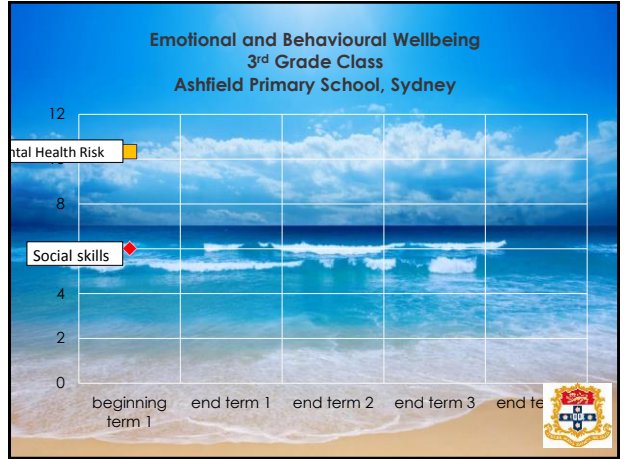 Emotional and Behavioural Wellbeing
3rd Grade Class
Ashfield Primary School, Sydney
12
ntal Health Risk
8
Social skills
4
2
0
beginning
term 1
end term 1
end term 2
end term 3
end te